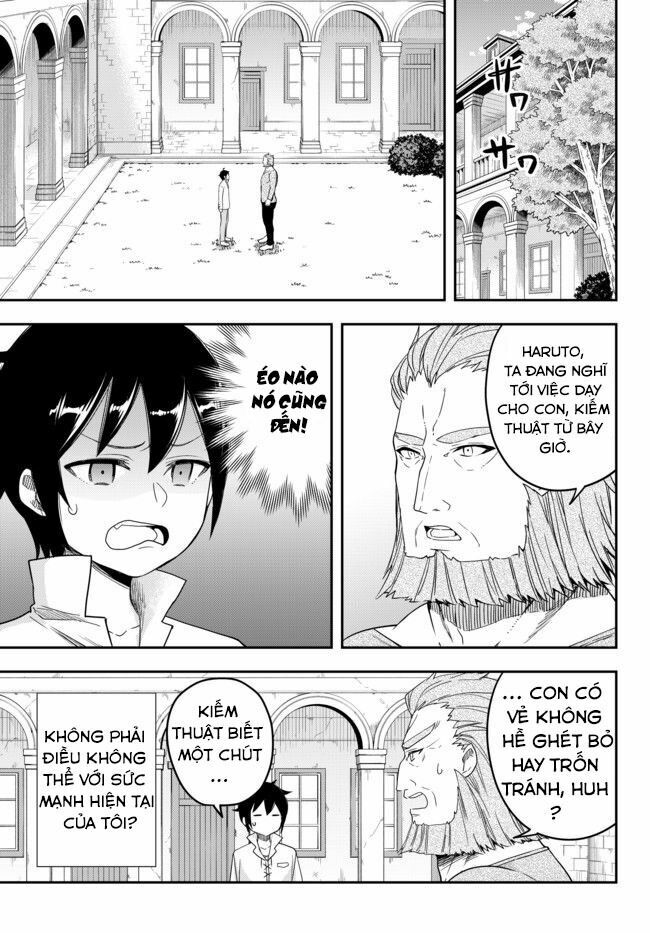 ザワ
ザワ
HARUTO,
TA ĐANG NGHĨ
TỚI VIỆC DẠY
CHO CON, KIẾM
THUẬT TỪ BÂY
GIỜ.
ÉO NÀO
NÓ CŨNG
ĐẾN!
... CON CÓ
VẺ KHÔNG
HỀ GHÉT BỎ
HAY TRỐN
TRÁNH, HUH
?
KIẾM
THUẬT BIẾT
MỘT CHÚT
...
KHÔNG PHẢI
ĐIỀU KHÔNG
THỂ VỚI SỨC
MẠNH HIỆN TẠI
CỦA TÔI?